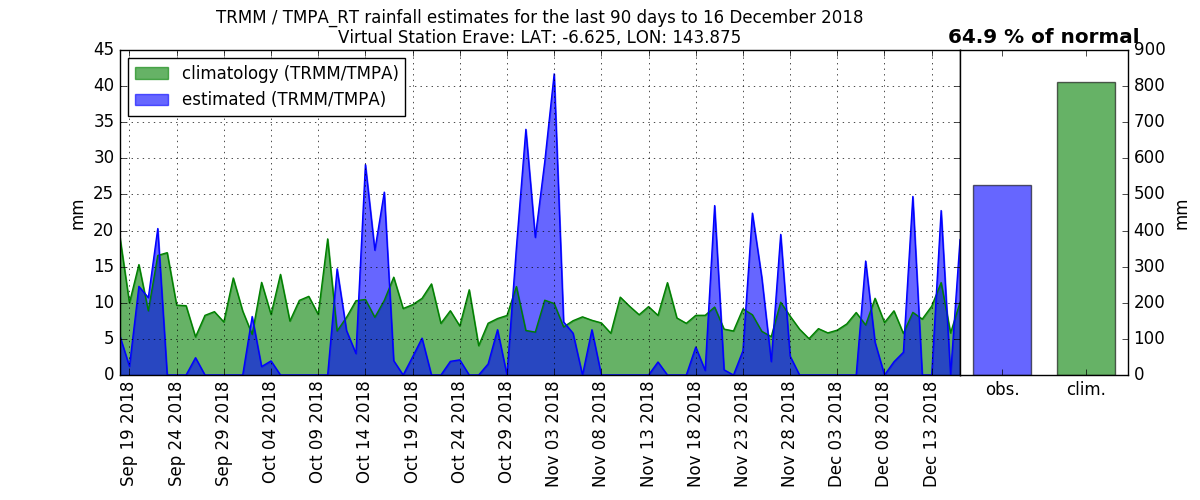 TRMM / TMPA_RT rainfall estimates for the last 90 days to 16 December 2018
Virtual Station Erave: LAT: -6.625, LON: 143.875
64.9 % of normal
climatology (TRMM/TMPA)
estimated (TRMM/TMPA)
mm
45
40
35
30
25
20
15
10
5
0
Sep 19 2018
Sep 24 2018
Sep 29 2018
Oct 04 2018
Oct 09 2018
Oct 14 2018
Oct 19 2018
Oct 24 2018
Oct 29 2018
Nov 03 2018
Nov 08 2018
Nov 13 2018
Nov 18 2018
Nov 23 2018
Nov 28 2018
Dec 03 2018
Dec 08 2018
Dec 13 2018
obs.
clim.
900
800
700
600
500
400
300
200
100
0
mm